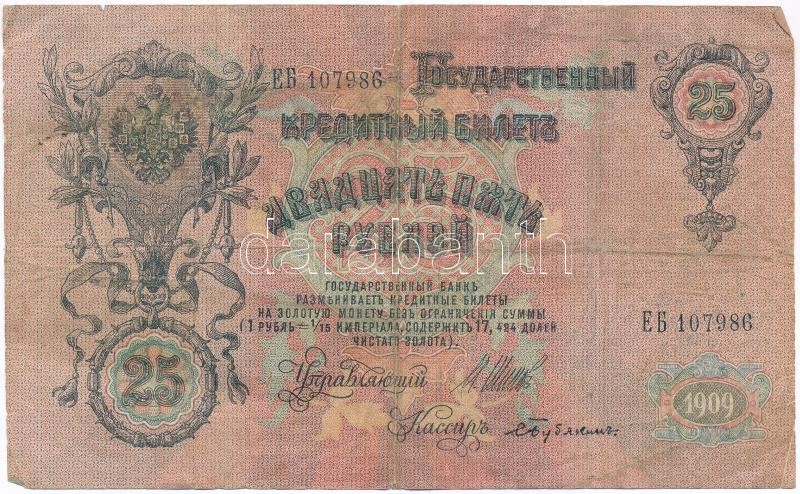 ЕБ 107986
Государственный
25
кредитный билетъ
двадцать пять
рублей
darabanth
Государственный банкъ
размѣниваетъ кредитные билеты
на золотую монету безъ ограниченія суммы
(1 рубль = 1/15 имперіала, содержитъ 17,424 долей
чистаго золота).
ЕБ 107986
25
Управляющій
1909
Кассиръ